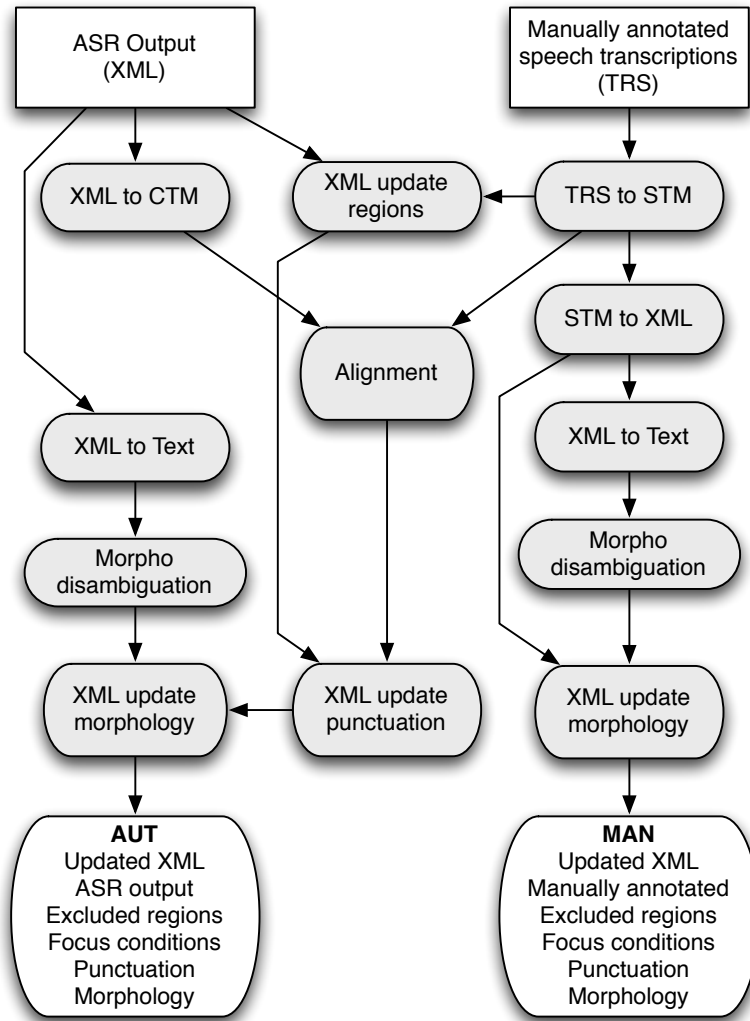 ASR Output
(XML)
Manually annotated
speech transcriptions
(TRS)
XML to CTM
XML update
regions
TRS to STM
STM to XML
Alignment
XML to Text
XML to Text
Morpho
disambiguation
Morpho
disambiguation
XML update
morphology
XML update
punctuation
XML update
morphology
AUT
Updated XML
ASR output
Excluded regions
Focus conditions
Punctuation
Morphology
MAN
Updated XML
Manually annotated
Excluded regions
Focus conditions
Punctuation
Morphology